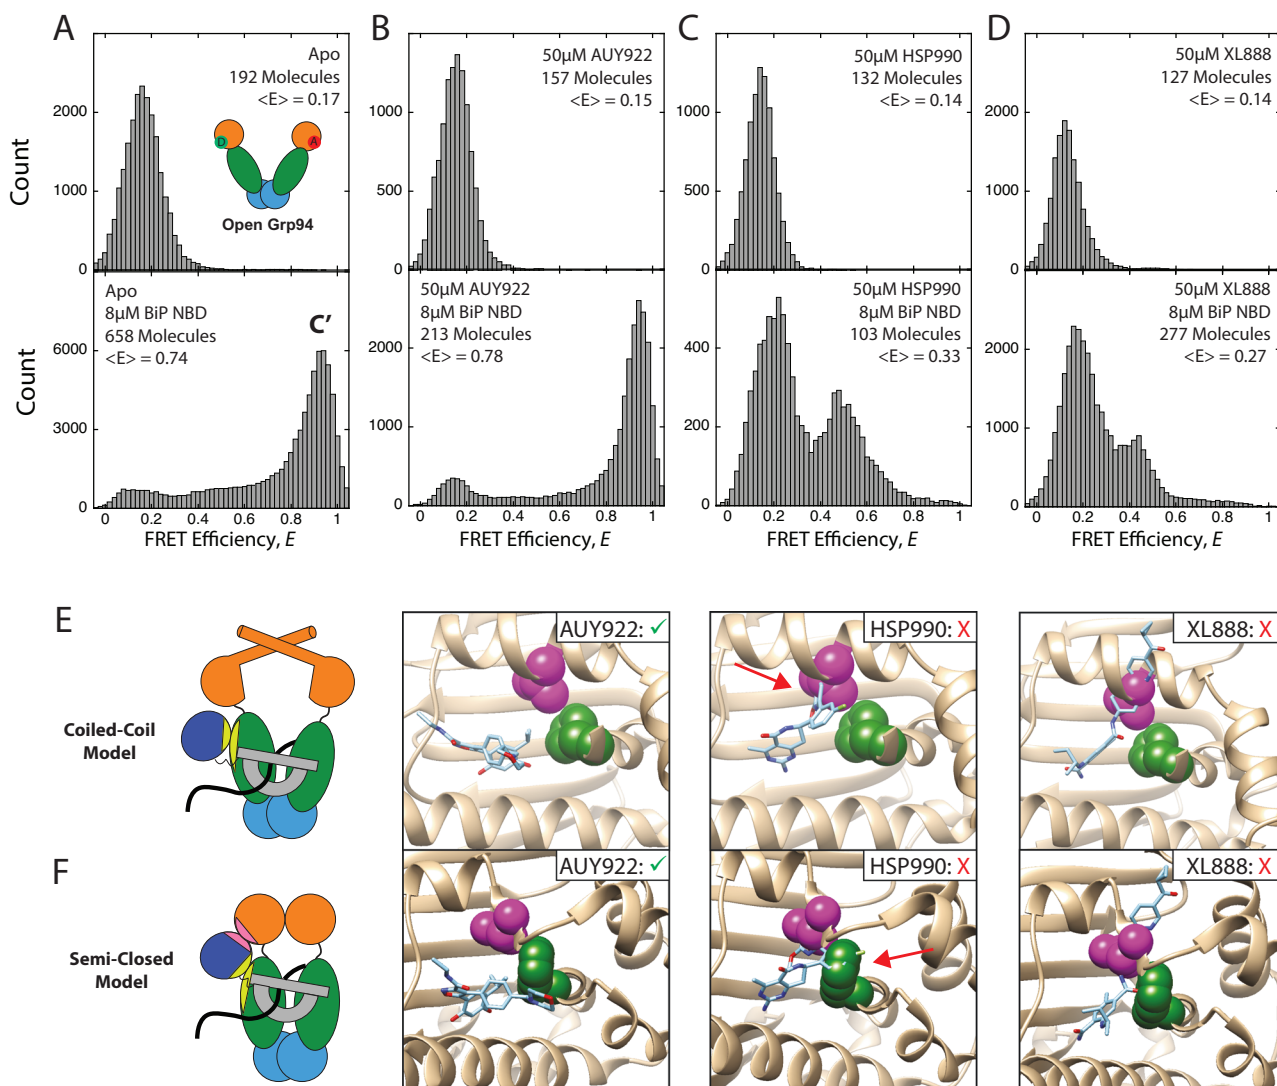 A
Apo
192 Molecules
<E> = 0.17
D
A
Open Grp94
Count
2000
1000
0
B
50µM AUY922
157 Molecules
<E> = 0.15
1000
500
0
C
50µM HSP990
132 Molecules
<E> = 0.14
1000
500
0
D
50µM XL888
127 Molecules
<E> = 0.14
2000
1000
0
Apo
8µM BiP NBD
658 Molecules
<E> = 0.74
C'
Count
6000
3000
0
0 0.2 0.4 0.6 0.8 1
FRET Efficiency, E
50µM AUY922
8µM BiP NBD
213 Molecules
<E> = 0.78
2000
1000
0
0 0.2 0.4 0.6 0.8 1
FRET Efficiency, E
50µM HSP990
8µM BiP NBD
103 Molecules
<E> = 0.33
400
200
0
0 0.2 0.4 0.6 0.8 1
FRET Efficiency, E
50µM XL888
8µM BiP NBD
277 Molecules
<E> = 0.27
2000
1000
0
0 0.2 0.4 0.6 0.8 1
FRET Efficiency, E
E
Coiled-Coil
Model
AUY922: ✓
HSP990: X
XL888: X
F
Semi-Closed
Model
AUY922: ✓
HSP990: X
XL888: X